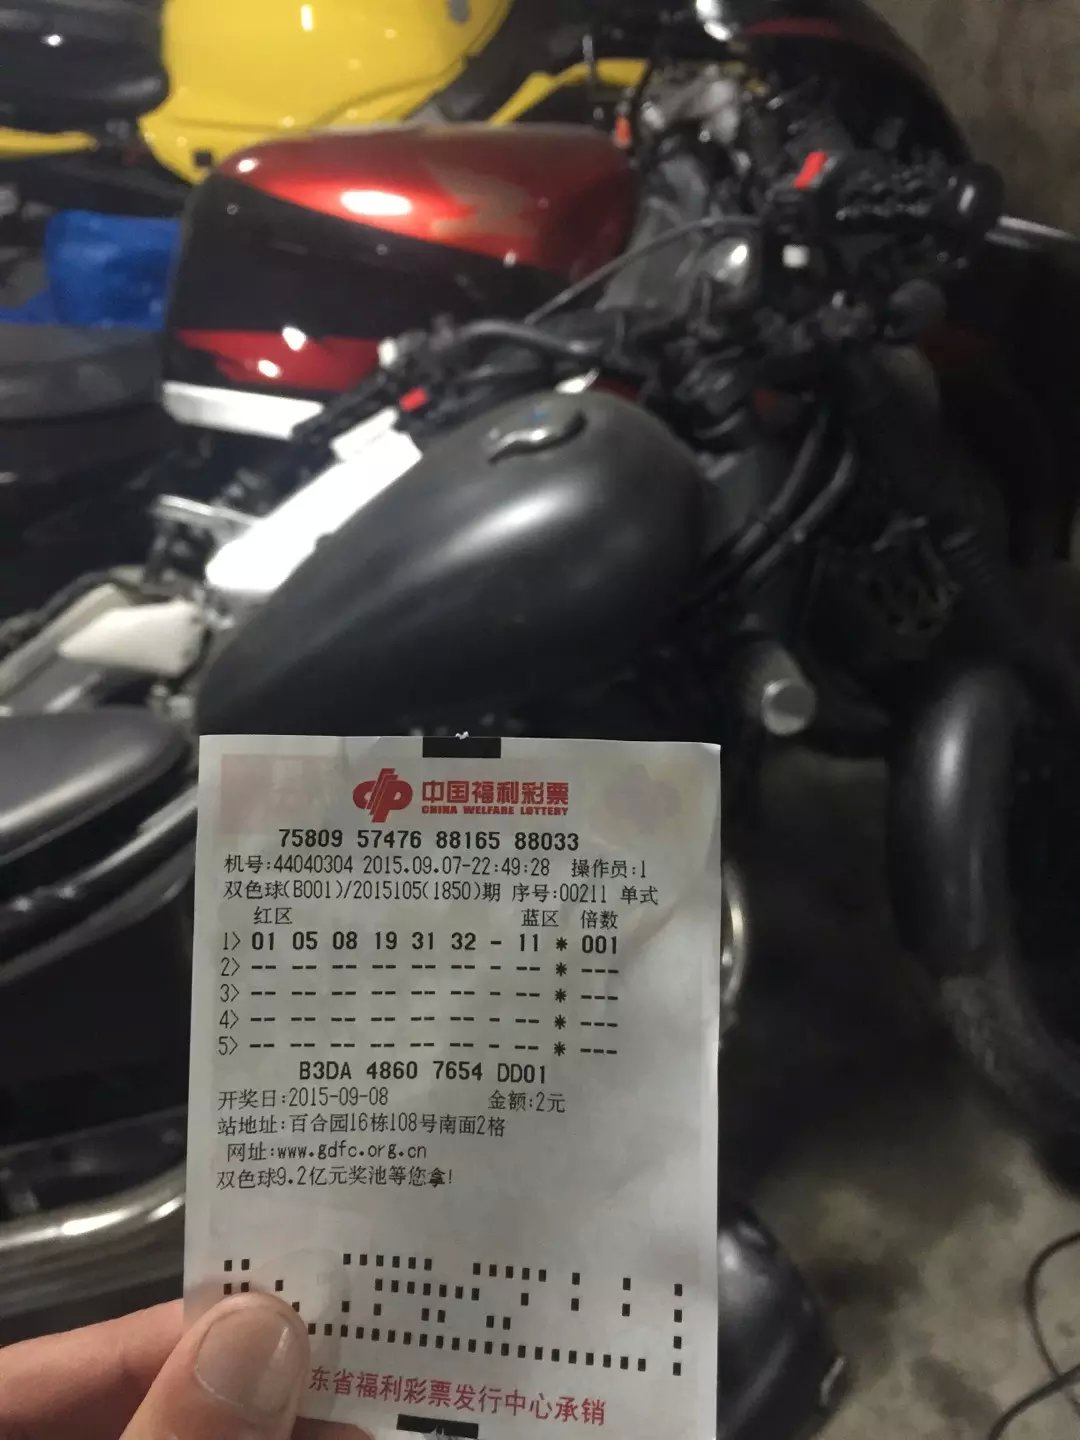 中国福利彩票
CHINA WELFARE LOTTERY
75809 57476 88165 88033
机号:44040304 2015.09.07-22:49:28 操作员:1
双色球(B001)/2015105(1850)期 序号:00211 单式
红区 蓝区 倍数
1> 01 05 08 19 31 32 - 11 * 001
2> -- -- -- -- -- -- - -- * ---
3> -- -- -- -- -- -- - -- * ---
4> -- -- -- -- -- -- - -- * ---
5> -- -- -- -- -- -- - -- * ---
B3DA 4860 7654 DD01
开奖日:2015-09-08 金额:2元
站地址:百合园16栋108号南面2格
网址:www.gdfc.org.cn
双色球9.2亿元奖池等您拿!
东省福利彩票发行中心承销